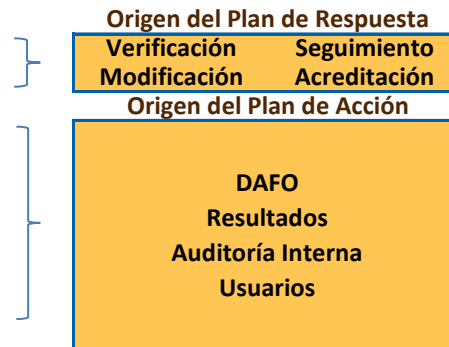 Origen del Plan de Respuesta
Verificación Seguimiento
Modificación Acreditación
Origen del Plan de Acción
DAFO
Resultados
Auditoría Interna
Usuarios